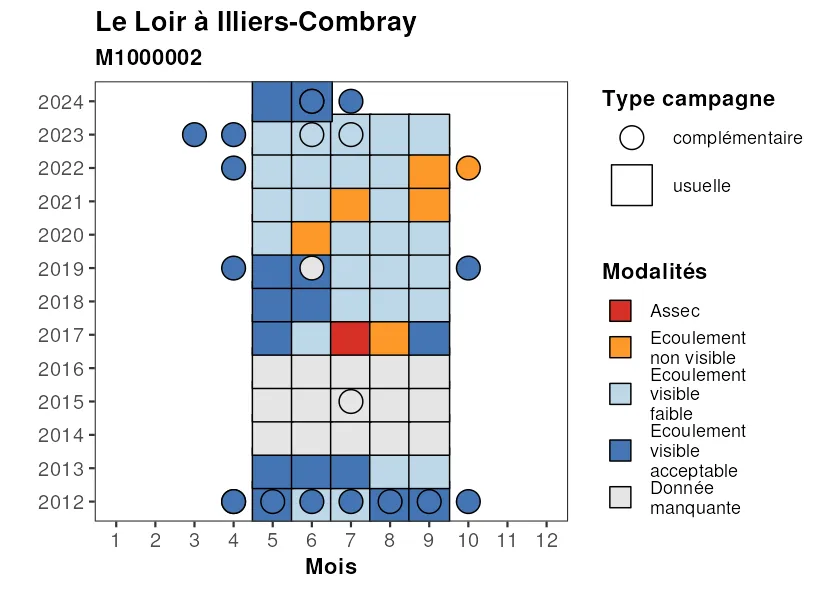 Le Loir à Illiers-Combray
M1000002
2024
2023
2022
2021
2020
2019
2018
2017
2016
2015
2014
2013
2012
1 2 3 4 5 6 7 8 9 10 11 12
Mois
Type campagne
complémentaire
usuelle
Modalités
Assec
Ecoulement
non visible
Ecoulement
visible
faible
Ecoulement
visible
acceptable
Donnée
manquante